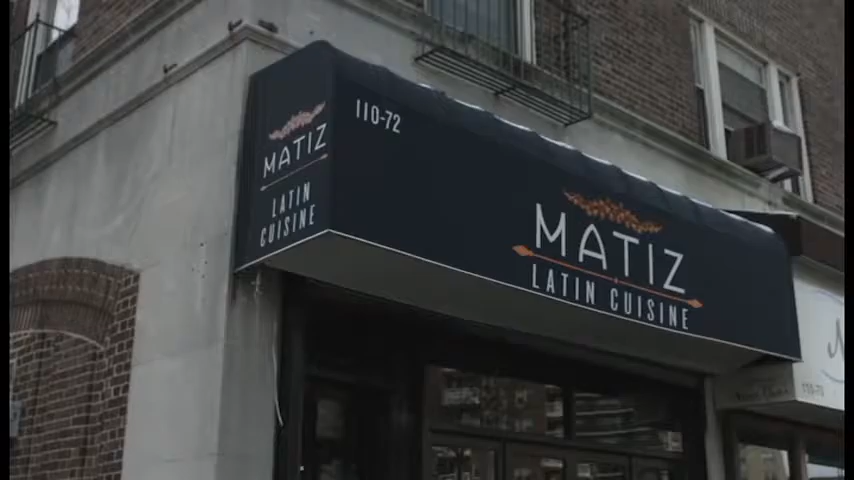 MATIZ
LATIN
CUISINE
110-72
MATIZ
LATIN CUISINE